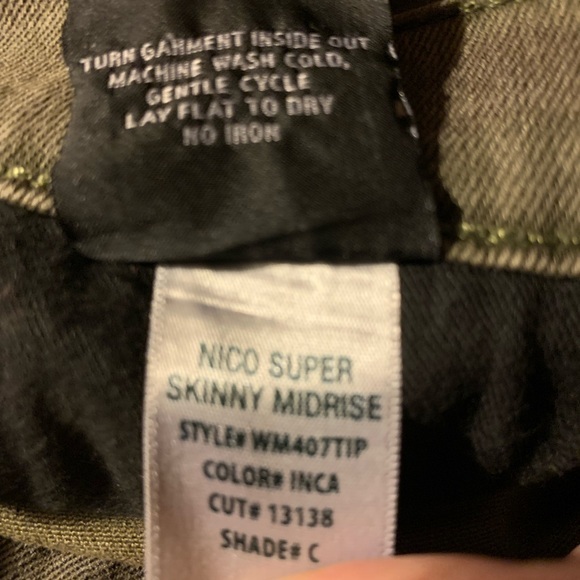 TURN GARMENT INSIDE OUT
MACHINE WASH COLD,
GENTLE CYCLE
LAY FLAT TO DRY
NO IRON
NICO SUPER
SKINNY MIDRISE
STYLE# WM407TIP
COLOR# INCA
CUT# 13138
SHADE# C